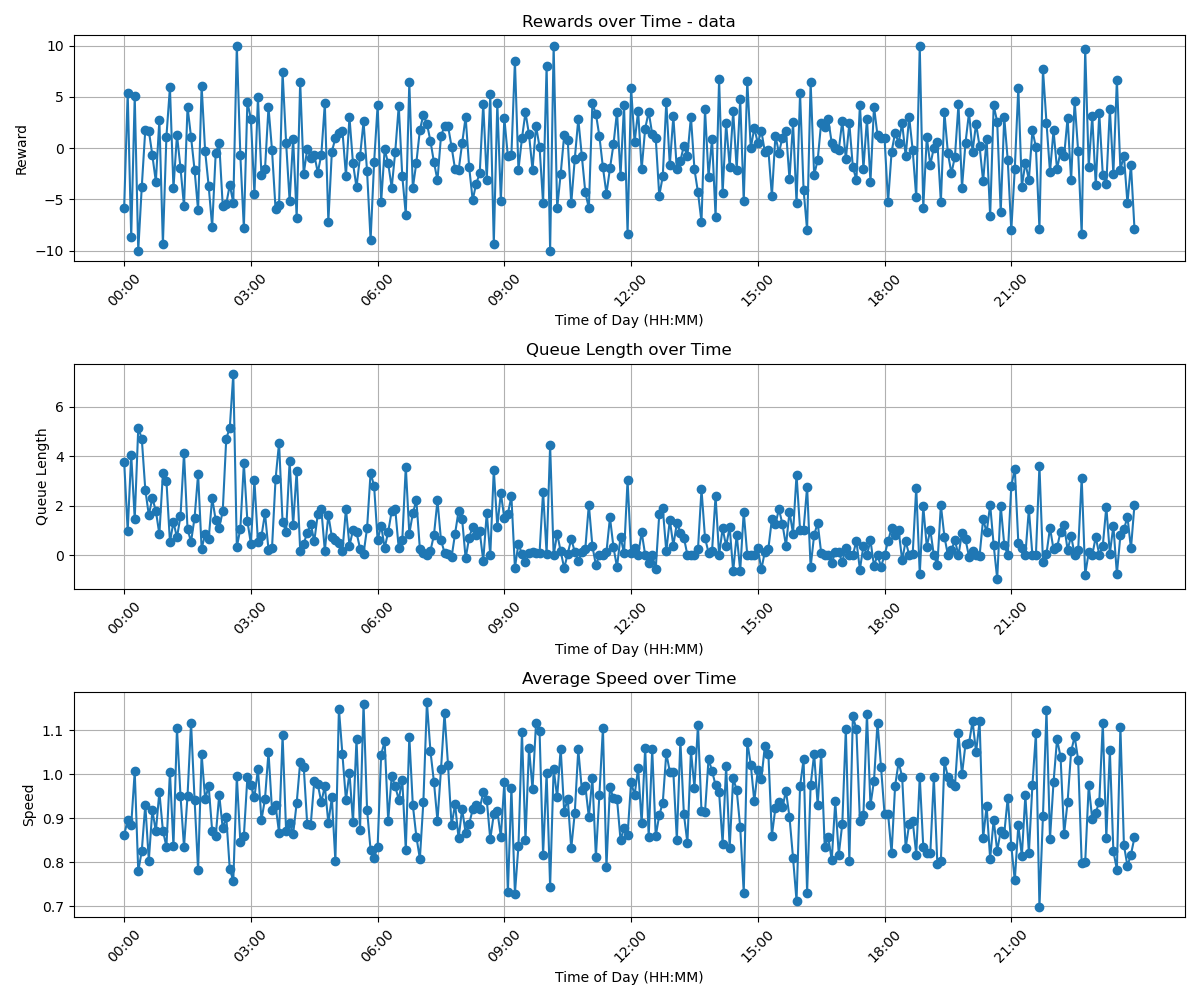 Rewards over Time - data
Reward
10
5
0
−5
−10
00:00 03:00 06:00 09:00 12:00 15:00 18:00 21:00
Time of Day (HH:MM)
Queue Length over Time
Queue Length
6
4
2
0
00:00 03:00 06:00 09:00 12:00 15:00 18:00 21:00
Time of Day (HH:MM)
Average Speed over Time
Speed
1.1
1.0
0.9
0.8
0.7
00:00 03:00 06:00 09:00 12:00 15:00 18:00 21:00
Time of Day (HH:MM)